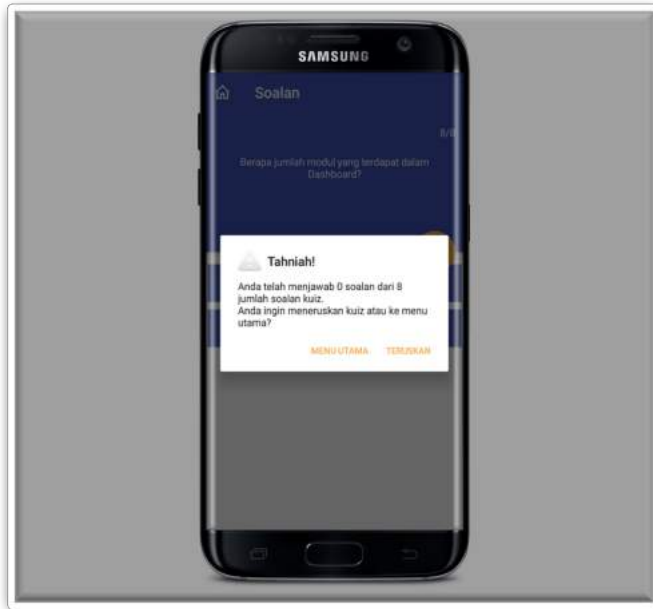 SAMSUNG
Soalan
8/8
Berapa jumlah modul yang terdapat dalam
Dashboard?
Tahniah!
Anda telah menjawab 0 soalan dari 8
jumlah soalan kuiz.
Anda ingin meneruskan kuiz atau ke menu
utama?
MENU UTAMA TERUSKAN